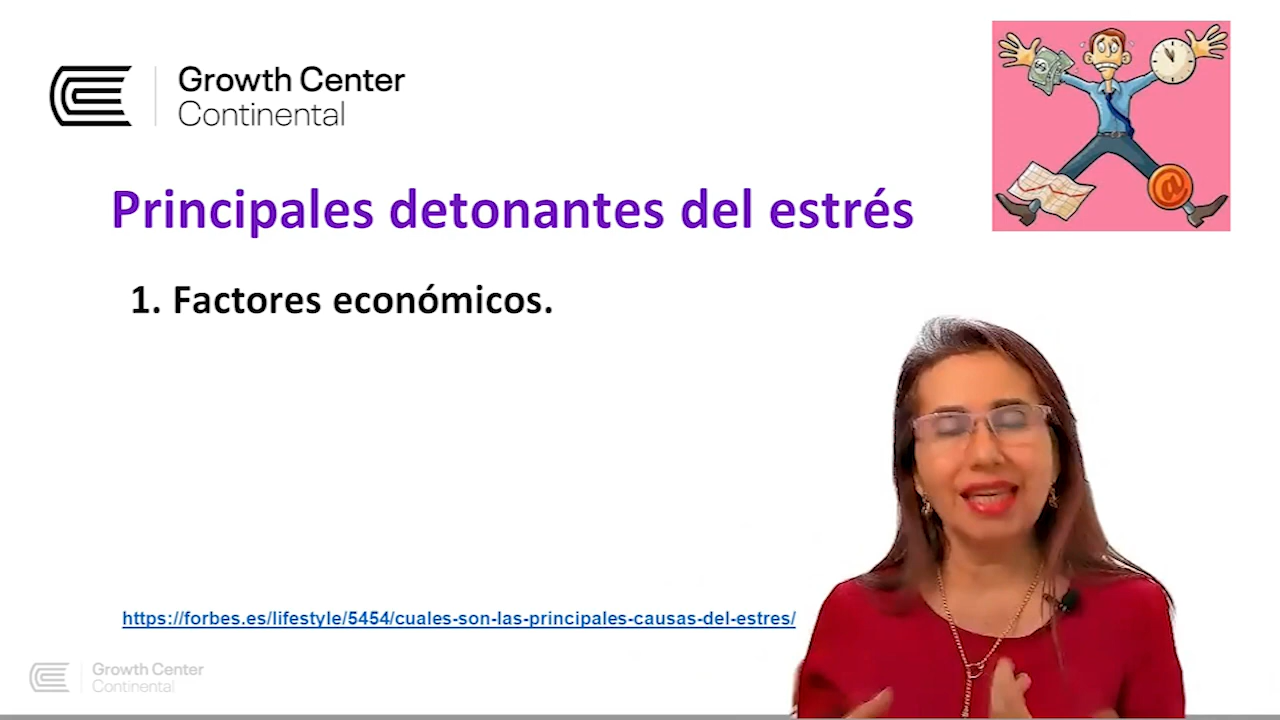 Growth Center
Continental
Principales detonantes del estrés
1. Factores económicos.
https://forbes.es/lifestyle/5454/cuales-son-las-principales-causas-del-estres/
Growth Center
Continental